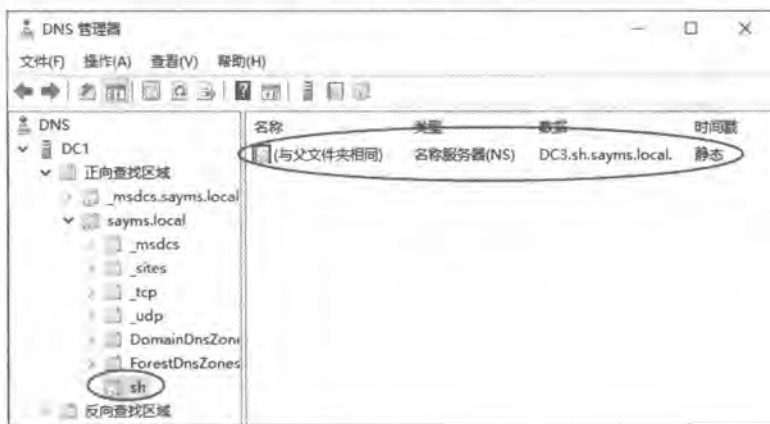 DNS 管理器
文件(F) 操作(A) 查看(V) 帮助(H)
DNS
DC1
正向查找区域
_msdcs.sayms.local
sayms.local
_msdcs
_sites
_tcp
_udp
DomainDnsZone
ForestDnsZones
sh
反向查找区域
名称 类型 数据 时间戳
(与父文件夹相同) 名称服务器(NS) DC3.sh.sayms.local. 静态